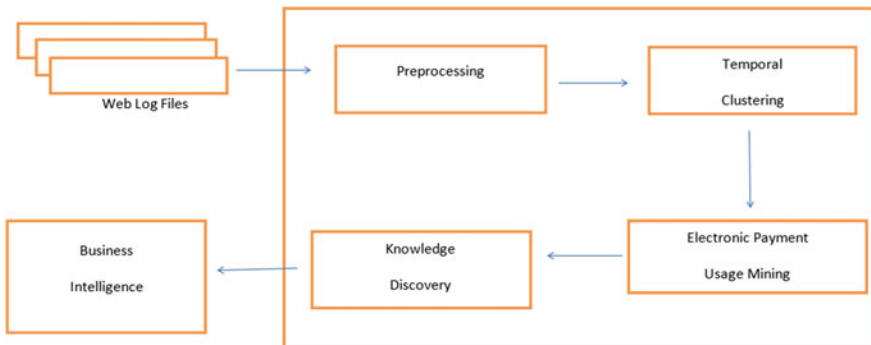 Web Log Files
Preprocessing
Temporal
Clustering
Electronic Payment
Usage Mining
Knowledge
Discovery
Business
Intelligence